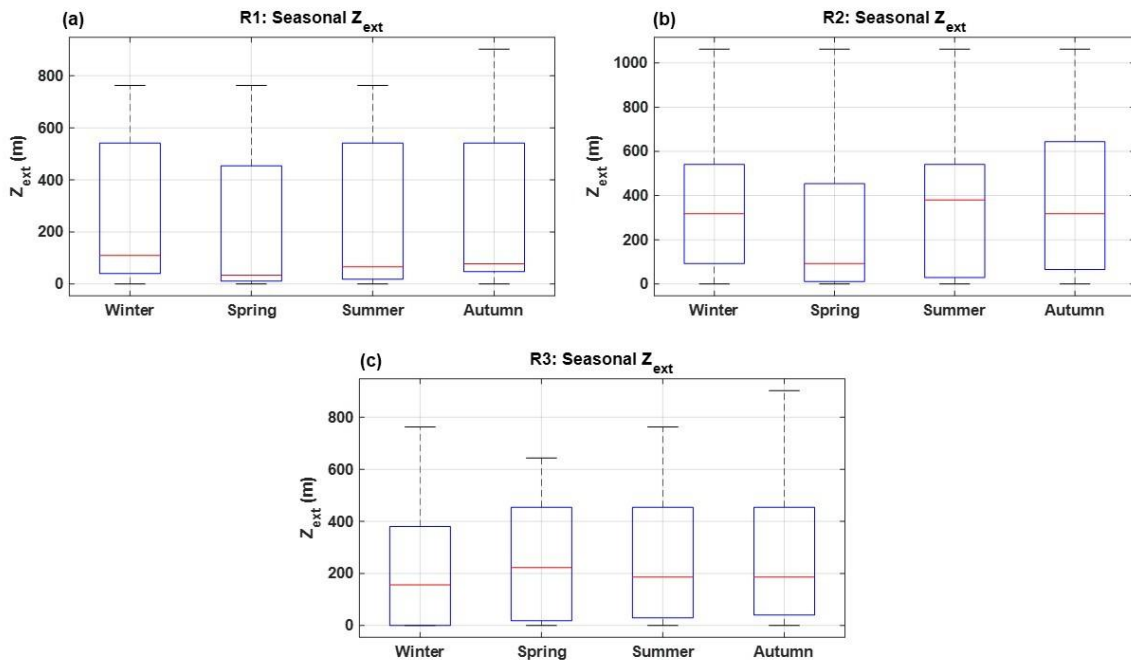 (a)
R1: Seasonal Z_ext
Z_ext (m)
800
600
400
200
0
Winter Spring Summer Autumn
(b)
R2: Seasonal Z_ext
Z_ext (m)
1000
800
600
400
200
0
Winter Spring Summer Autumn
(c)
R3: Seasonal Z_ext
Z_ext (m)
800
600
400
200
0
Winter Spring Summer Autumn